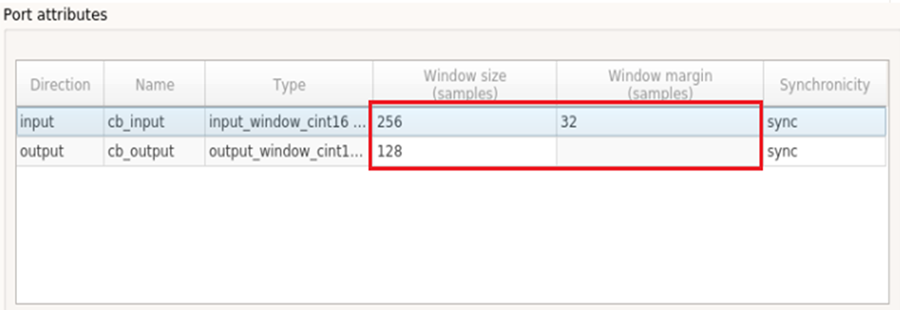 Port attributes
Direction Name Type Window size (samples) Window margin (samples) Synchronicity
input cb_input input_window_cint16 ... 256 32 sync
output cb_output output_window_cint1... 128 sync